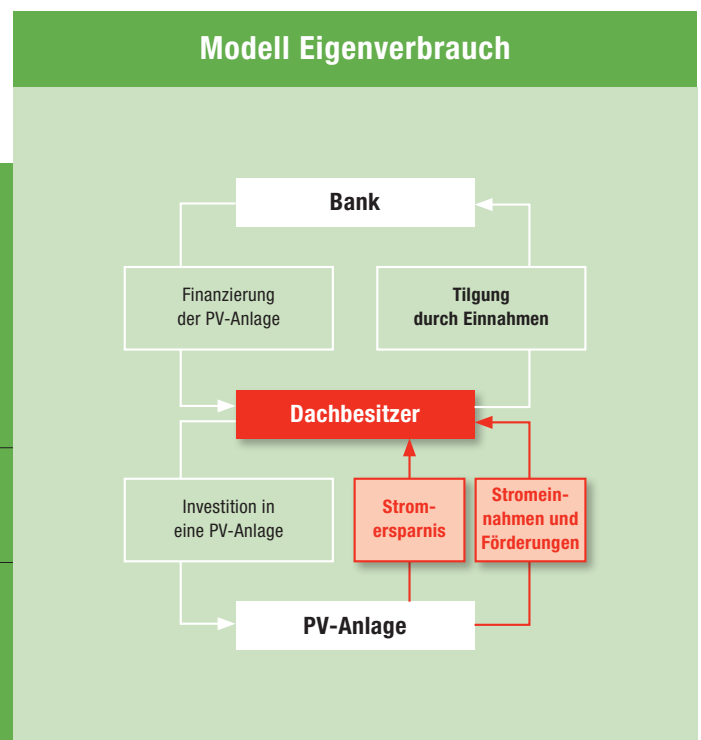 Modell Eigenverbrauch
Bank
Finanzierung
der PV-Anlage
Tilgung
durch Einnahmen
Dachbesitzer
Investition in
eine PV-Anlage
Strom-
ersparnis
Stromein-
nahmen und
Förderungen
PV-Anlage